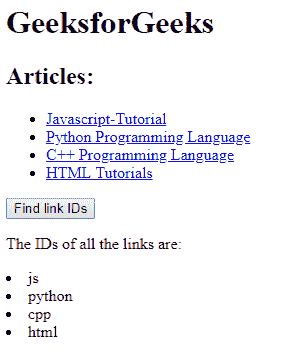 GeeksforGeeks
Articles:
Javascript-Tutorial
Python Programming Language
C++ Programming Language
HTML Tutorials
Find link IDs
The IDs of all the links are:
js
python
cpp
html